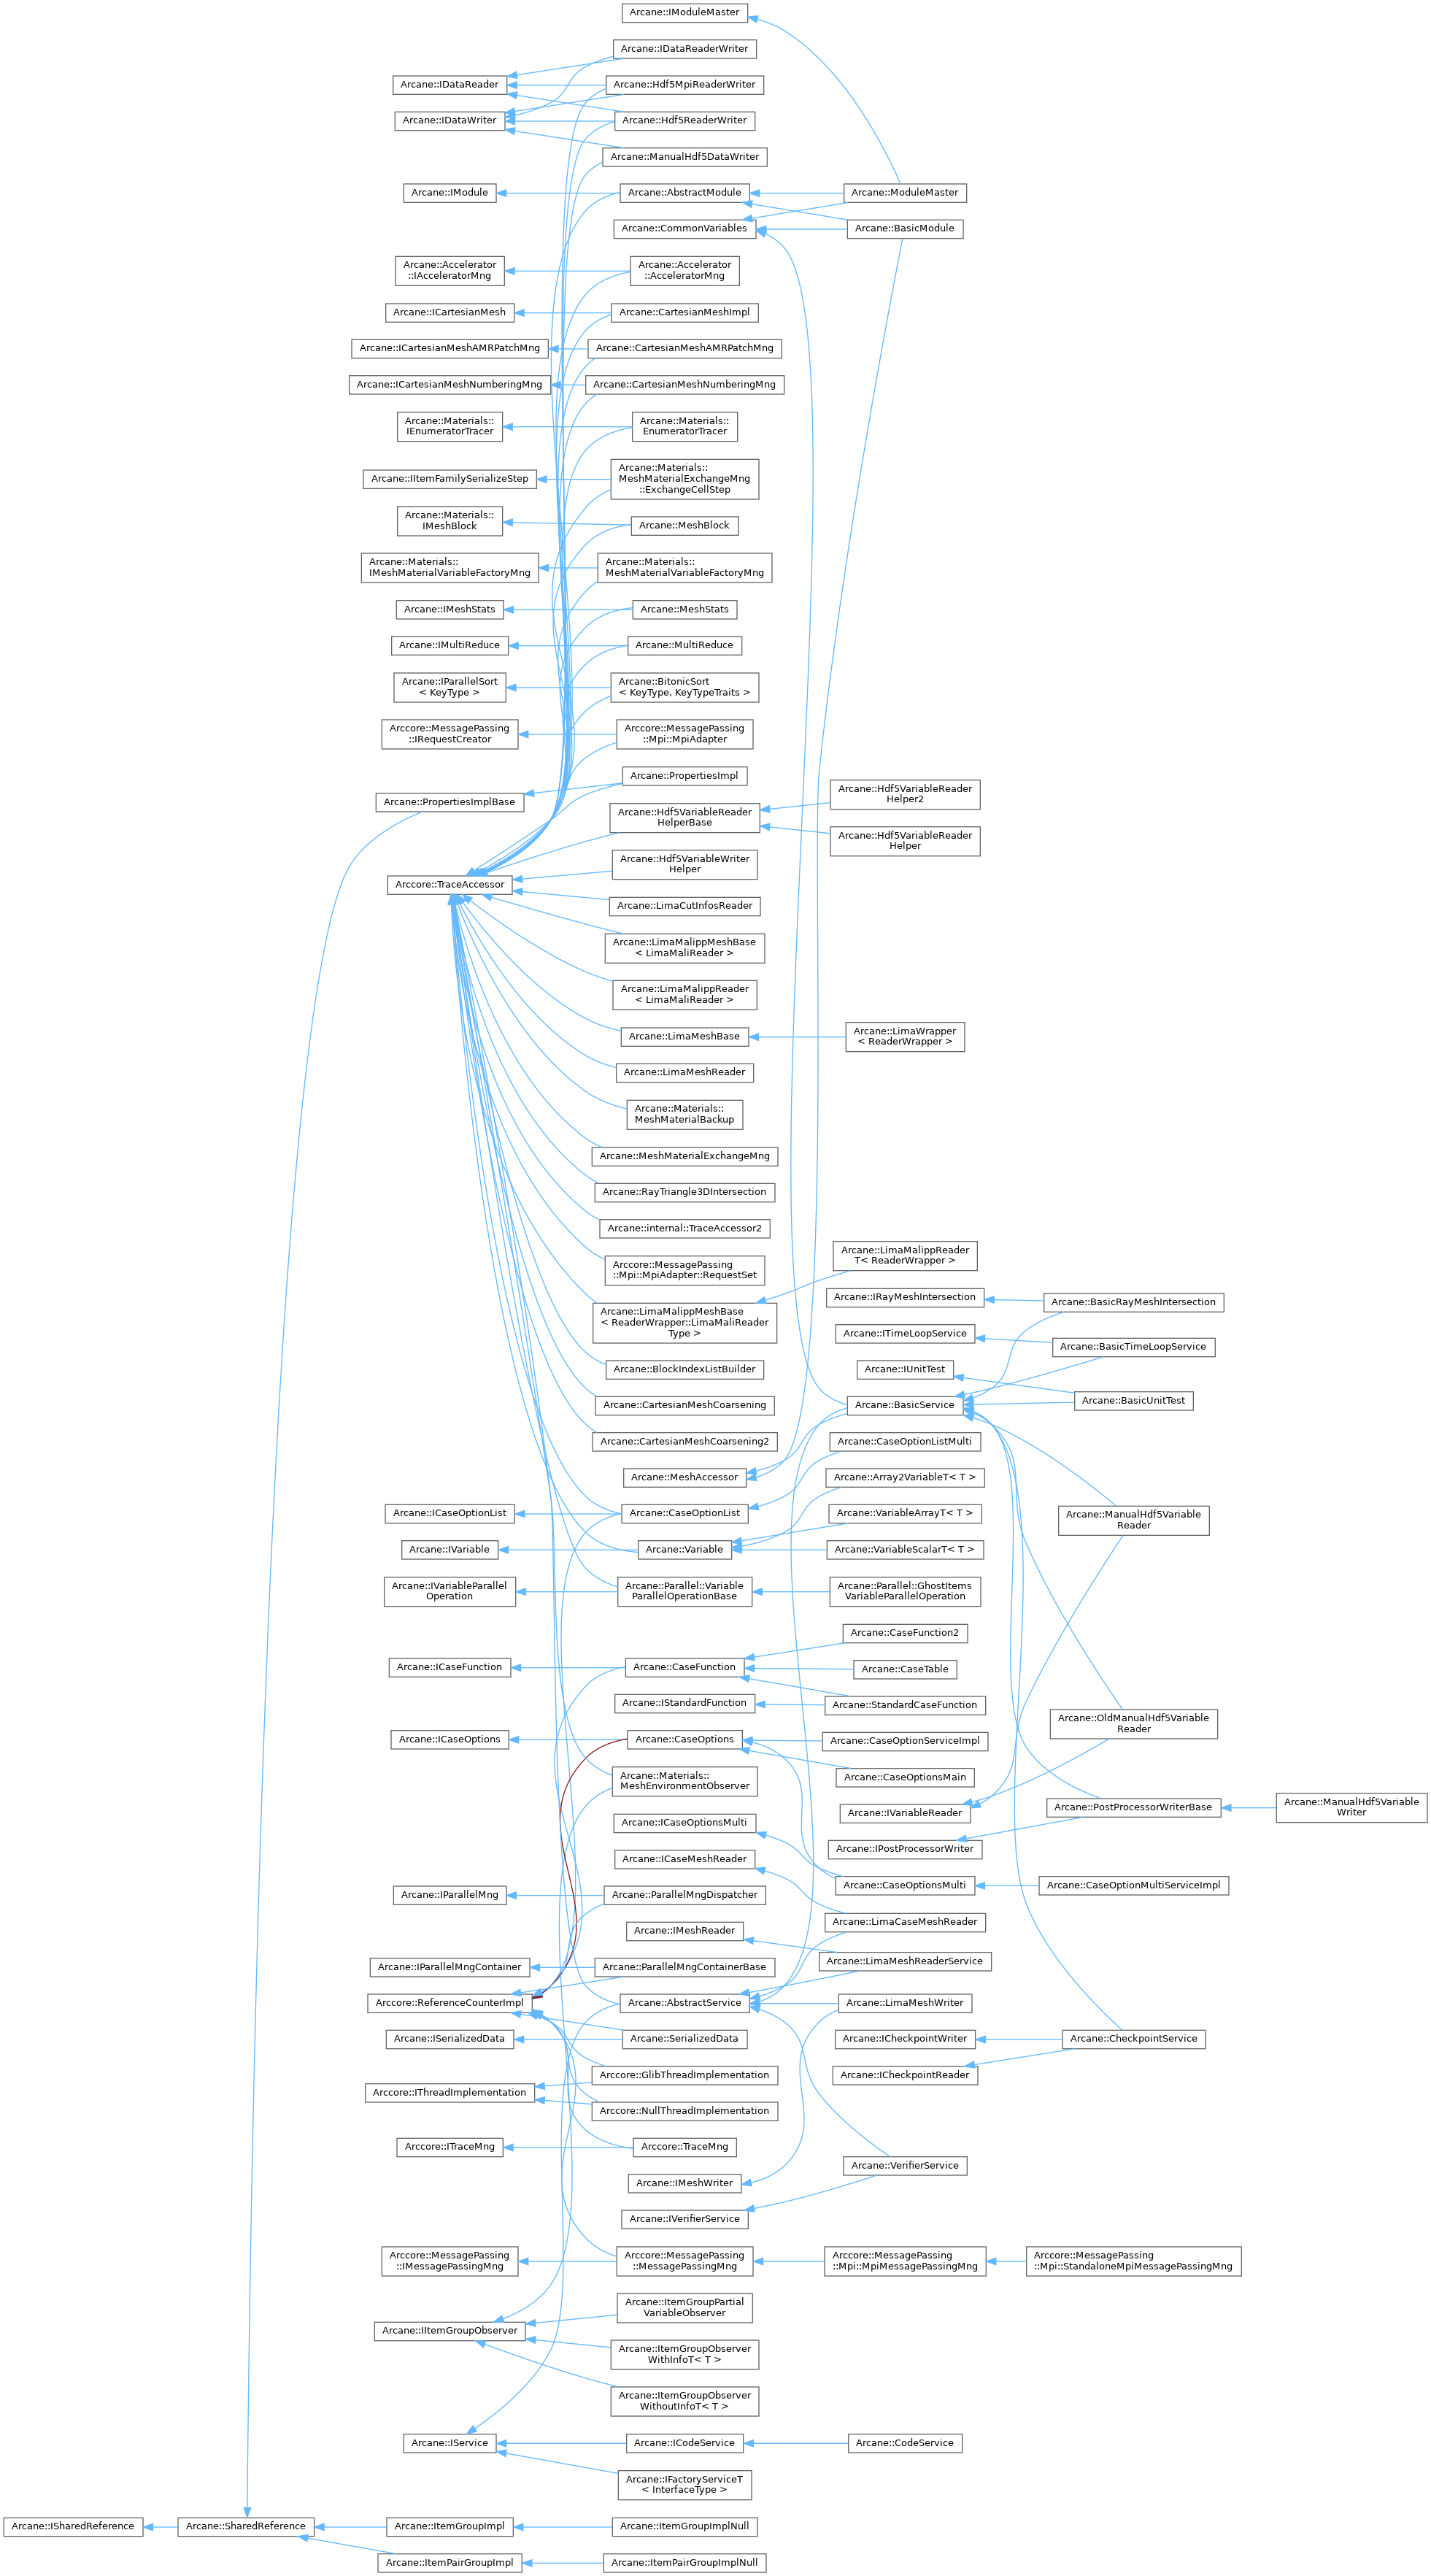 Arcane::IModuleMaster
Arcane::IDataReaderWriter
Arcane::IDataReader
Arcane::Hdf5MpiReaderWriter
Arcane::IDataWriter
Arcane::Hdf5ReaderWriter
Arcane::ManualHdf5DataWriter
Arcane::IModule
Arcane::AbstractModule
Arcane::ModuleMaster
Arcane::CommonVariables
Arcane::BasicModule
Arcane::Accelerator
::IAcceleratorMng
Arcane::Accelerator
::AcceleratorMng
Arcane::ICartesianMesh
Arcane::CartesianMeshImpl
Arcane::ICartesianMeshAMRPatchMng
Arcane::CartesianMeshAMRPatchMng
Arcane::ICartesianMeshNumberingMng
Arcane::CartesianMeshNumberingMng
Arcane::Materials::
IEnumeratorTracer
Arcane::Materials::
EnumeratorTracer
Arcane::IItemFamilySerializeStep
Arcane::Materials::
MeshMaterialExchangeMng
::ExchangeCellStep
Arcane::Materials::
IMeshBlock
Arcane::MeshBlock
Arcane::Materials::
IMeshMaterialVariableFactoryMng
Arcane::Materials::
MeshMaterialVariableFactoryMng
Arcane::IMeshStats
Arcane::MeshStats
Arcane::IMultiReduce
Arcane::MultiReduce
Arcane::IParallelSort
< KeyType >
Arcane::BitonicSort
< KeyType, KeyTypeTraits >
Arccore::MessagePassing
::IRequestCreator
Arccore::MessagePassing
::Mpi::MpiAdapter
Arcane::PropertiesImplBase
Arcane::PropertiesImpl
Arcane::Hdf5VariableReader
HelperBase
Arcane::Hdf5VariableReader
Helper2
Arcane::Hdf5VariableReader
Helper
Arcane::Hdf5VariableWriter
Helper
Arccore::TraceAccessor
Arcane::LimaCutInfosReader
Arcane::LimaMalippMeshBase
< LimaMaliReader >
Arcane::LimaMalippReader
< LimaMaliReader >
Arcane::LimaMeshBase
Arcane::LimaWrapper
< ReaderWrapper >
Arcane::LimaMeshReader
Arcane::Materials::
MeshMaterialBackup
Arcane::MeshMaterialExchangeMng
Arcane::RayTriangle3DIntersection
Arcane::internal::TraceAccessor2
Arccore::MessagePassing
::Mpi::MpiAdapter::RequestSet
Arcane::LimaMalippReader
T< ReaderWrapper >
Arcane::LimaMalippMeshBase
< ReaderWrapper::LimaMaliReader
Type >
Arcane::IRayMeshIntersection
Arcane::BasicRayMeshIntersection
Arcane::ITimeLoopService
Arcane::BasicTimeLoopService
Arcane::BlockIndexListBuilder
Arcane::IUnitTest
Arcane::BasicUnitTest
Arcane::CartesianMeshCoarsening
Arcane::BasicService
Arcane::CartesianMeshCoarsening2
Arcane::CaseOptionListMulti
Arcane::MeshAccessor
Arcane::Array2VariableT< T >
Arcane::ICaseOptionList
Arcane::CaseOptionList
Arcane::VariableArrayT< T >
Arcane::ManualHdf5Variable
Reader
Arcane::IVariable
Arcane::Variable
Arcane::VariableScalarT< T >
Arcane::IVariableParallel
Operation
Arcane::Parallel::Variable
ParallelOperationBase
Arcane::Parallel::GhostItems
VariableParallelOperation
Arcane::CaseFunction2
Arcane::ICaseFunction
Arcane::CaseFunction
Arcane::CaseTable
Arcane::IStandardFunction
Arcane::StandardCaseFunction
Arcane::OldManualHdf5Variable
Reader
Arcane::ICaseOptions
Arcane::CaseOptions
Arcane::CaseOptionServiceImpl
Arcane::Materials::
MeshEnvironmentObserver
Arcane::CaseOptionsMain
Arcane::IVariableReader
Arcane::PostProcessorWriterBase
Arcane::ManualHdf5Variable
Writer
Arcane::ICaseOptionsMulti
Arcane::IPostProcessorWriter
Arcane::ICaseMeshReader
Arcane::CaseOptionsMulti
Arcane::CaseOptionMultiServiceImpl
Arcane::IParallelMng
Arcane::ParallelMngDispatcher
Arcane::LimaCaseMeshReader
Arcane::IMeshReader
Arcane::LimaMeshReaderService
Arcane::IParallelMngContainer
Arcane::ParallelMngContainerBase
Arccore::ReferenceCounterImpl
Arcane::AbstractService
Arcane::LimaMeshWriter
Arcane::ISerializedData
Arcane::SerializedData
Arcane::ICheckpointWriter
Arcane::CheckpointService
Arccore::GlibThreadImplementation
Arcane::ICheckpointReader
Arccore::IThreadImplementation
Arccore::NullThreadImplementation
Arccore::ITraceMng
Arccore::TraceMng
Arcane::VerifierService
Arcane::IMeshWriter
Arcane::IVerifierService
Arccore::MessagePassing
::IMessagePassingMng
Arccore::MessagePassing
::MessagePassingMng
Arccore::MessagePassing
::Mpi::MpiMessagePassingMng
Arccore::MessagePassing
::Mpi::StandaloneMpiMessagePassingMng
Arcane::ItemGroupPartial
VariableObserver
Arcane::IItemGroupObserver
Arcane::ItemGroupObserver
WithInfoT< T >
Arcane::ItemGroupObserver
WithoutInfoT< T >
Arcane::IService
Arcane::ICodeService
Arcane::CodeService
Arcane::IFactoryServiceT
< InterfaceType >
Arcane::ISharedReference
Arcane::SharedReference
Arcane::ItemGroupImpl
Arcane::ItemGroupImplNull
Arcane::ItemPairGroupImpl
Arcane::ItemPairGroupImplNull